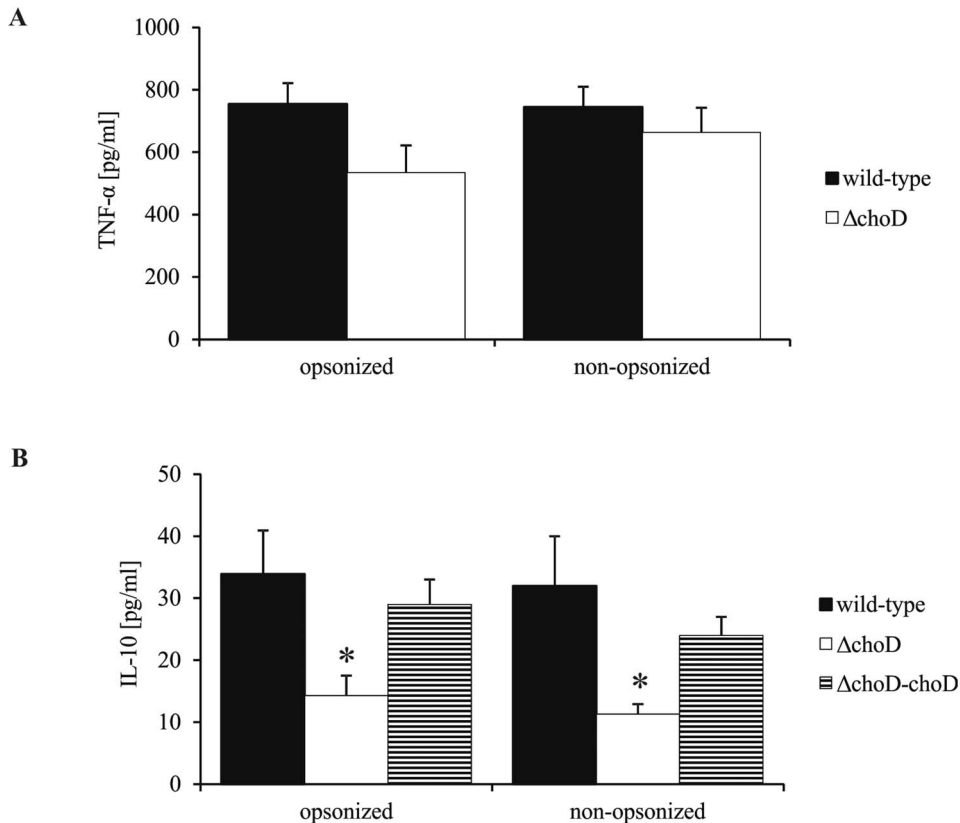 A
TNF-α [pg/ml]
1000
800
600
400
200
0
opsonized
non-opsonized
wild-type
ΔchoD
B
IL-10 [pg/ml]
50
40
30
20
10
0
*
*
opsonized
non-opsonized
wild-type
ΔchoD
ΔchoD-choD